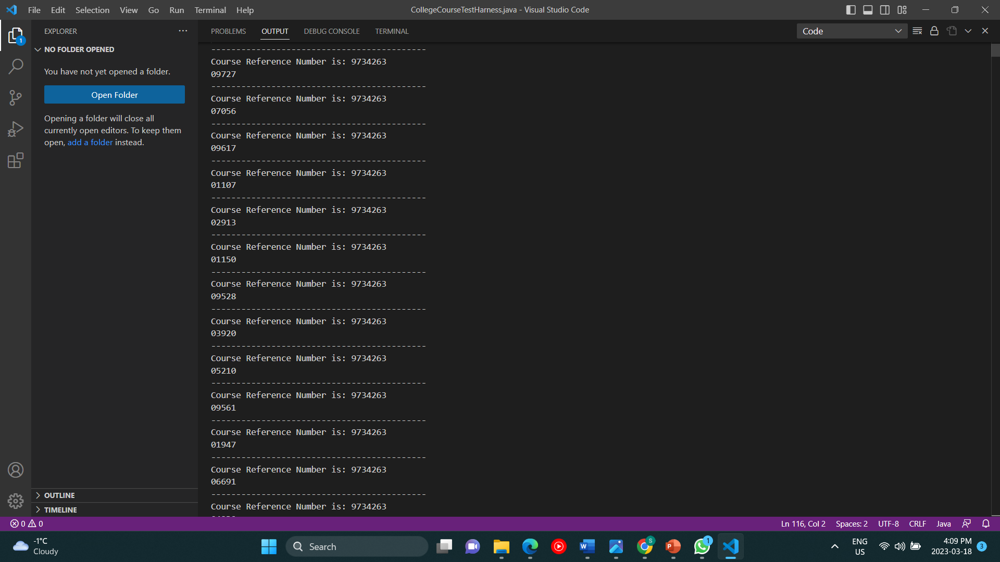 File Edit Selection View Go Run Terminal Help
CollegeCourseTestHarness.java - Visual Studio Code
EXPLORER
1
NO FOLDER OPENED
You have not yet opened a folder.
Open Folder
Opening a folder will close all
currently open editors. To keep them
open, add a folder instead.
OUTLINE
TIMELINE
PROBLEMS OUTPUT DEBUG CONSOLE TERMINAL
Code
-------------------------------------------
Course Reference Number is: 9734263
09727
-------------------------------------------
Course Reference Number is: 9734263
07056
-------------------------------------------
Course Reference Number is: 9734263
09617
-------------------------------------------
Course Reference Number is: 9734263
01107
-------------------------------------------
Course Reference Number is: 9734263
02913
-------------------------------------------
Course Reference Number is: 9734263
01150
-------------------------------------------
Course Reference Number is: 9734263
09528
-------------------------------------------
Course Reference Number is: 9734263
03920
-------------------------------------------
Course Reference Number is: 9734263
05210
-------------------------------------------
Course Reference Number is: 9734263
09561
-------------------------------------------
Course Reference Number is: 9734263
01947
-------------------------------------------
Course Reference Number is: 9734263
06691
-------------------------------------------
Course Reference Number is: 9734263
0 0
Ln 116, Col 2 Spaces: 2 UTF-8 CRLF Java
-1°C
Cloudy
Search
W
S
P
1
ENG
US
4:09 PM
2023-03-18
3